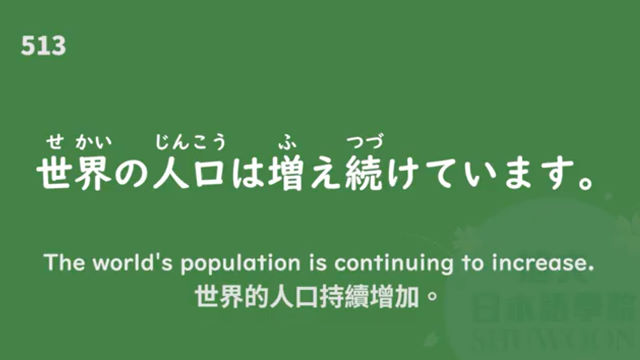 513
せ かい じんこう ふ つづ
世界の人口は増え続けています。
The world's population is continuing to increase.
世界的人口持續增加。
日本語學院
SHUWOON